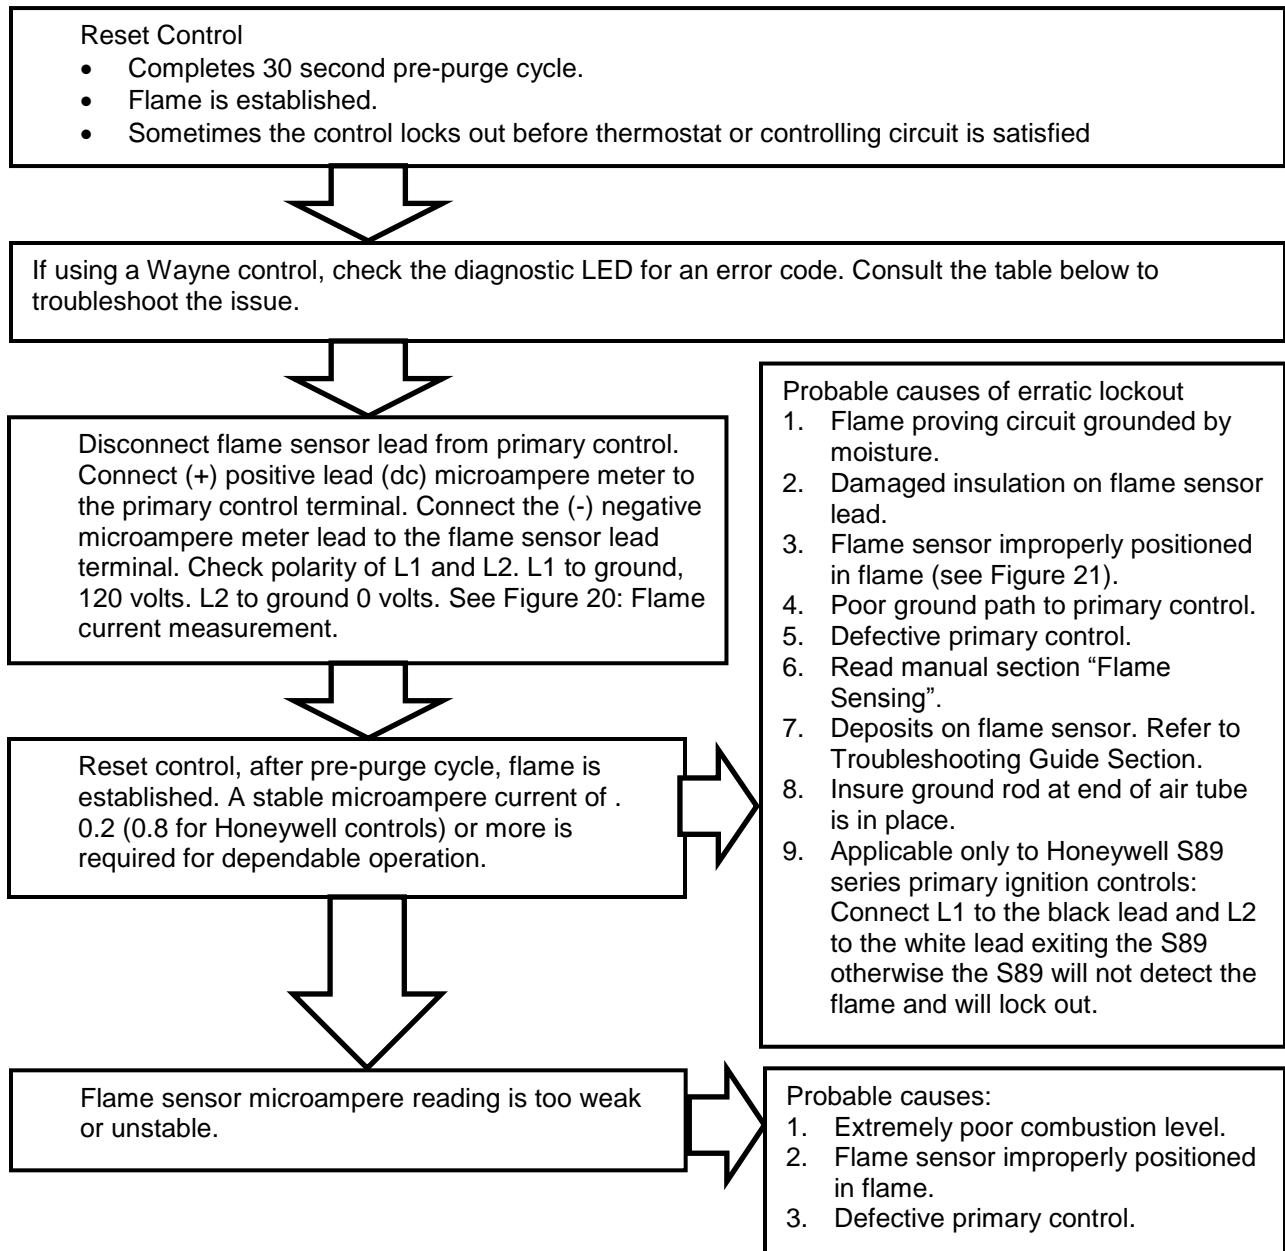 Reset Control
• Completes 30 second pre-purge cycle.
• Flame is established.
• Sometimes the control locks out before thermostat or controlling circuit is satisfied
If using a Wayne control, check the diagnostic LED for an error code. Consult the table below to
troubleshoot the issue.
Disconnect flame sensor lead from primary control.
Connect (+) positive lead (dc) microampere meter to
the primary control terminal. Connect the (-) negative
microampere meter lead to the flame sensor lead
terminal. Check polarity of L1 and L2. L1 to ground,
120 volts. L2 to ground 0 volts. See Figure 20: Flame
current measurement.
Reset control, after pre-purge cycle, flame is
established. A stable microampere current of .
0.2 (0.8 for Honeywell controls) or more is
required for dependable operation.
Probable causes of erratic lockout
1. Flame proving circuit grounded by
moisture.
2. Damaged insulation on flame sensor
lead.
3. Flame sensor improperly positioned
in flame (see Figure 21).
4. Poor ground path to primary control.
5. Defective primary control.
6. Read manual section “Flame
Sensing”.
7. Deposits on flame sensor. Refer to
Troubleshooting Guide Section.
8. Insure ground rod at end of air tube
is in place.
9. Applicable only to Honeywell S89
series primary ignition controls:
Connect L1 to the black lead and L2
to the white lead exiting the S89
otherwise the S89 will not detect the
flame and will lock out.
Flame sensor microampere reading is too weak
or unstable.
Probable causes:
1. Extremely poor combustion level.
2. Flame sensor improperly positioned
in flame.
3. Defective primary control.